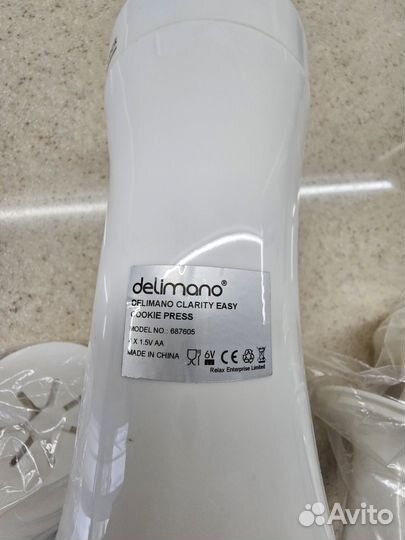 delimano®
DELIMANO CLARITY EASY
COOKIE PRESS
MODEL NO.: 687605
X 1.5V AA
MADE IN CHINA
6V CE
Relax Enterprise Limited
Avito